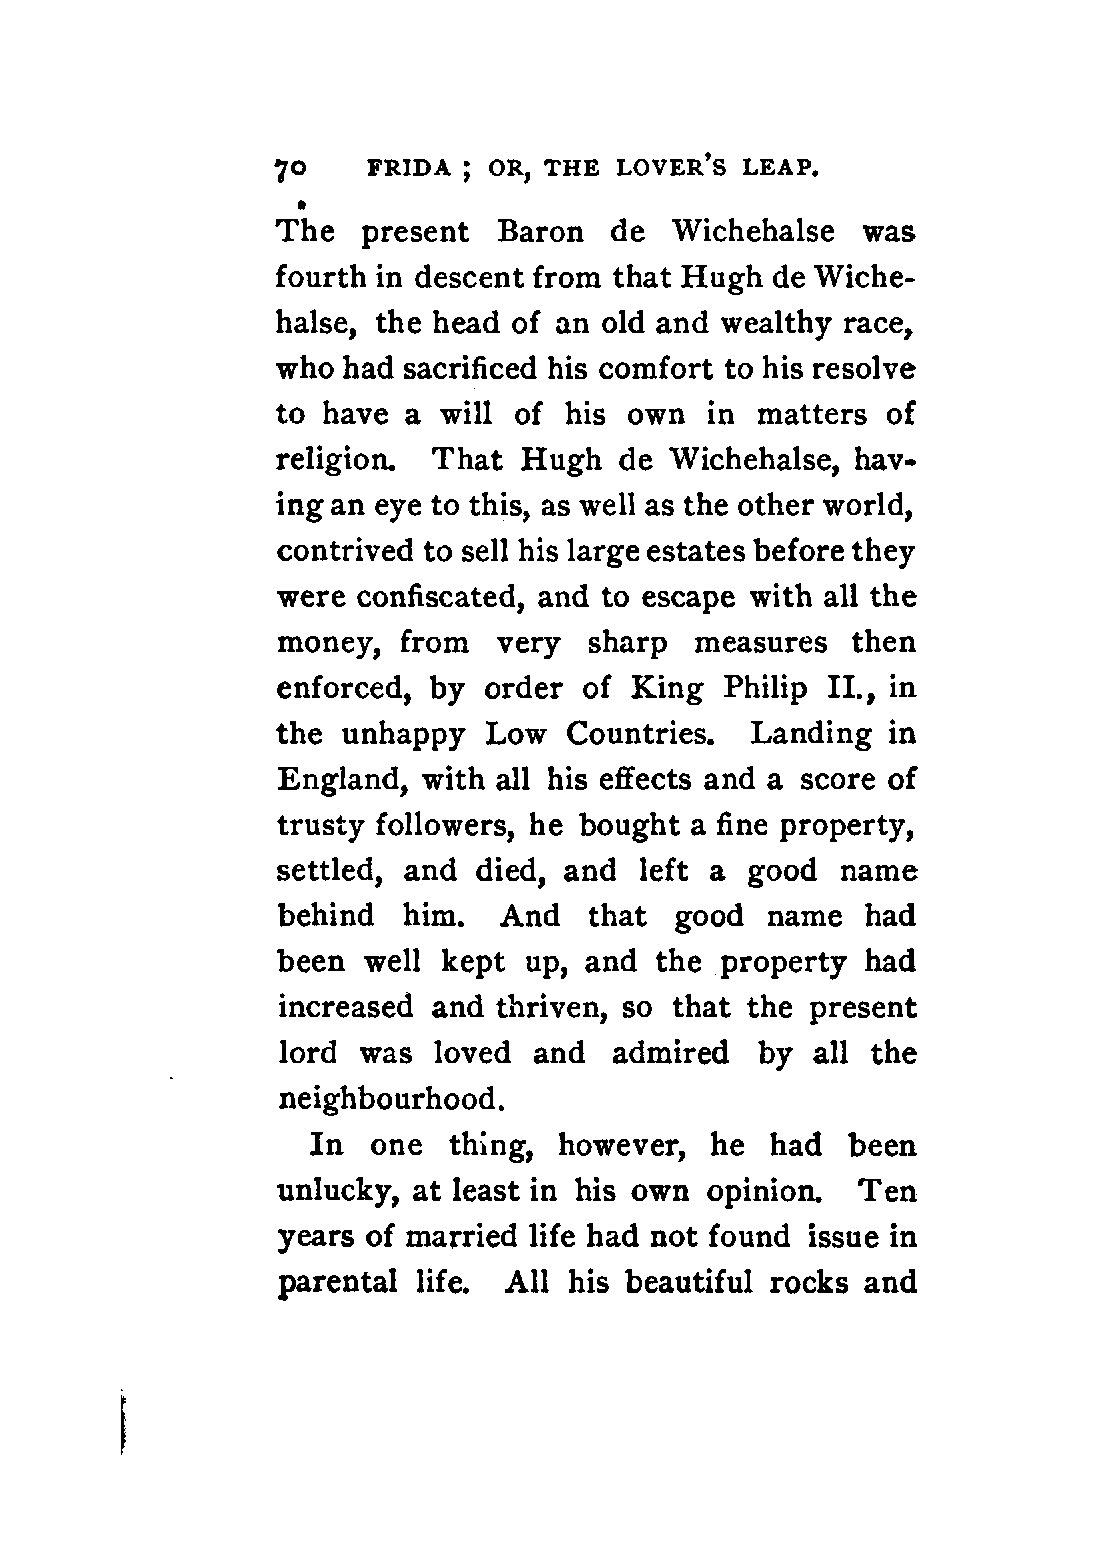 70 FRIDA ; OR, THE LOVER'S LEAP.
The present Baron de Wichehalse was
fourth in descent from that Hugh de Wiche-
halse, the head of an old and wealthy race,
who had sacrificed his comfort to his resolve
to have a will of his own in matters of
religion. That Hugh de Wichehalse, hav-
ing an eye to this, as well as the other world,
contrived to sell his large estates before they
were confiscated, and to escape with all the
money, from very sharp measures then
enforced, by order of King Philip II., in
the unhappy Low Countries. Landing in
England, with all his effects and a score of
trusty followers, he bought a fine property,
settled, and died, and left a good name
behind him. And that good name had
been well kept up, and the property had
increased and thriven, so that the present
lord was loved and admired by all the
neighbourhood.
In one thing, however, he had been
unlucky, at least in his own opinion. Ten
years of married life had not found issue in
parental life. All his beautiful rocks and